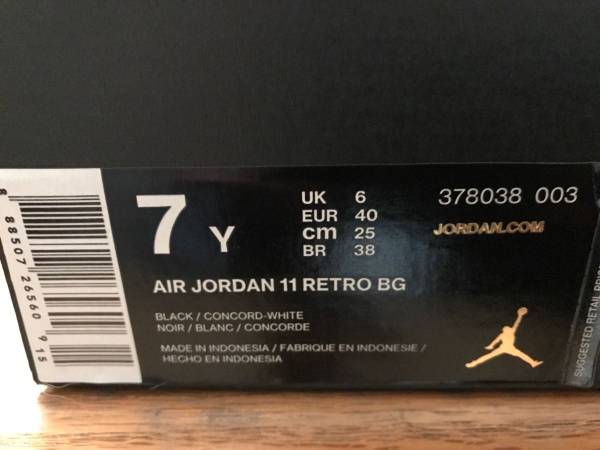 7 Y
UK 6
EUR 40
cm 25
BR 38
378038 003
JORDAN.COM
AIR JORDAN 11 RETRO BG
BLACK / CONCORD-WHITE
NOIR / BLANC / CONCORDE
MADE IN INDONESIA / FABRIQUE EN INDONESIE /
HECHO EN INDONESIA
8 88507 26560 9 15
SUGGESTED RETAIL